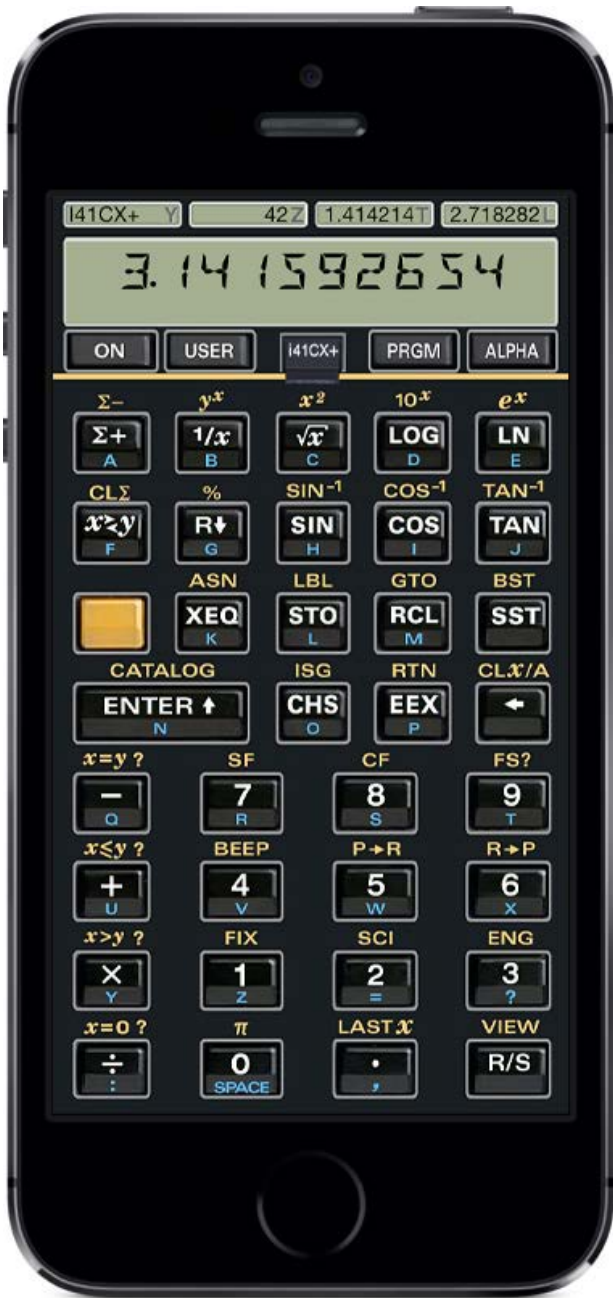 I41CX+ Y 42 Z 1.414214 T 2.718282 L
3.141592654
ON USER i41CX+ PRGM ALPHA
Σ− yˣ x² 10ˣ eˣ
Σ+ 1/x √x LOG LN
A B C D E
CLΣ % SIN⁻¹ COS⁻¹ TAN⁻¹
x≷y R↓ SIN COS TAN
F G H I J
ASN LBL GTO BST
XEQ STO RCL SST
K L M
CATALOG ISG RTN CLX/A
ENTER ↑ CHS EEX ←
N O P
x=y ? SF CF FS?
− 7 8 9
Q R S T
x≤y ? BEEP P→R R→P
+ 4 5 6
U V W X
x>y ? FIX SCI ENG
× 1 2 3
Y Z = ?
x=0 ? π LAST X VIEW
÷ 0 · R/S
: SPACE ,